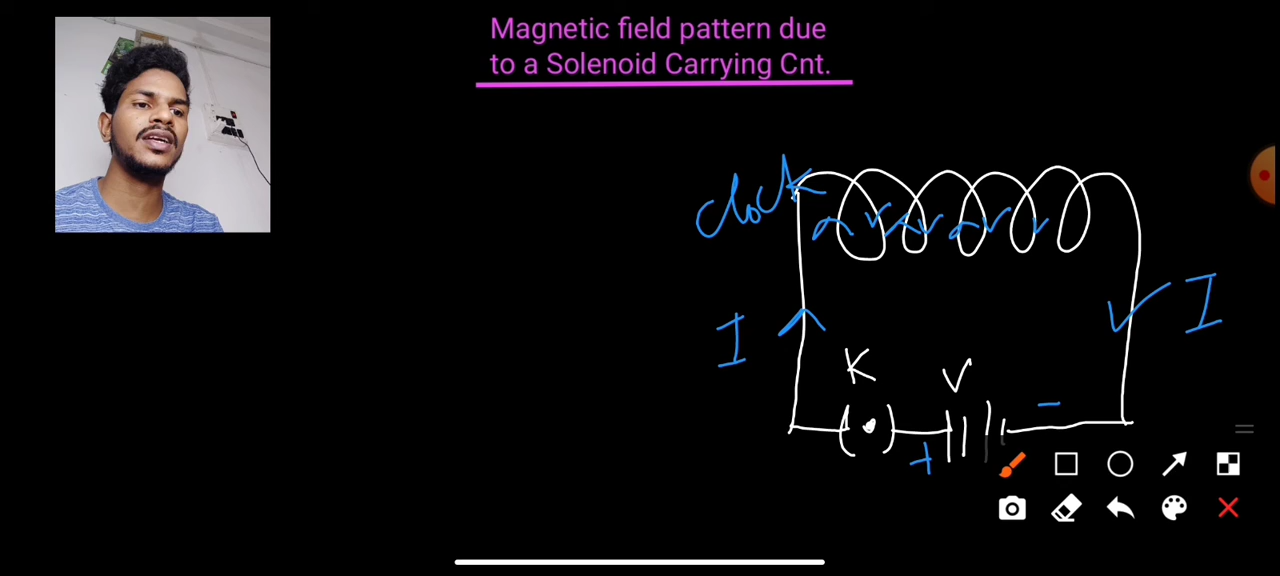 Magnetic field pattern due
to a Solenoid Carrying Cnt.
clock
I
I
K
V
+
-